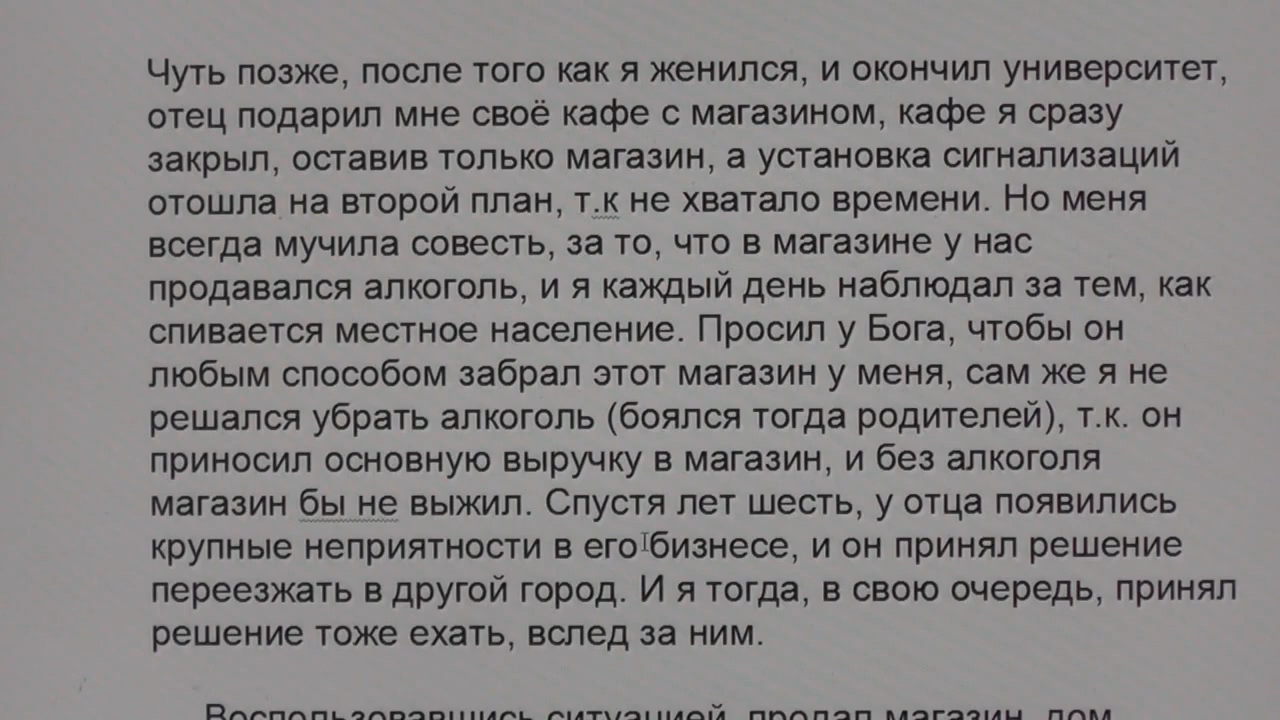 Чуть позже, после того как я женился, и окончил университет,
отец подарил мне своё кафе с магазином, кафе я сразу
закрыл, оставив только магазин, а установка сигнализаций
отошла на второй план, т.к не хватало времени. Но меня
всегда мучила совесть, за то, что в магазине у нас
продавался алкоголь, и я каждый день наблюдал за тем, как
спивается местное население. Просил у Бога, чтобы он
любым способом забрал этот магазин у меня, сам же я не
решался убрать алкоголь (боялся тогда родителей), т.к. он
приносил основную выручку в магазин, и без алкоголя
магазин бы не выжил. Спустя лет шесть, у отца появились
крупные неприятности в его бизнесе, и он принял решение
переезжать в другой город. И я тогда, в свою очередь, принял
решение тоже ехать, вслед за ним.
Воспользовавшись ситуацией, продал магазин, дом